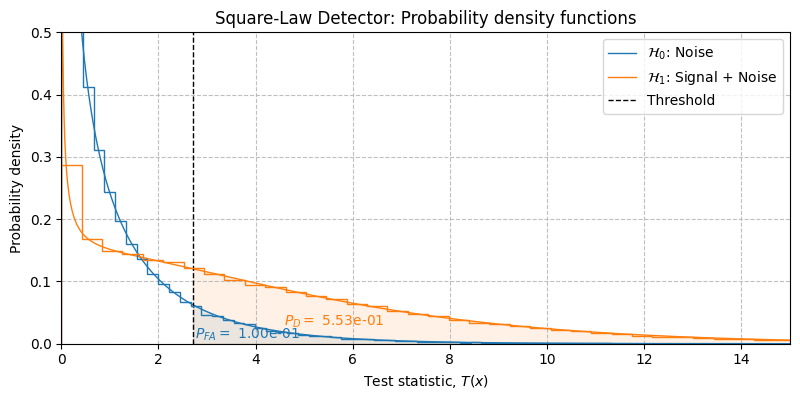 Square-Law Detector: Probability density functions
Probability density
0.5
0.4
0.3
0.2
0.1
0.0
ℋ₀: Noise
ℋ₁: Signal + Noise
Threshold
P_D = 5.53e-01
P_FA = 1.00e-01
0 2 4 6 8 10 12 14
Test statistic, T(x)